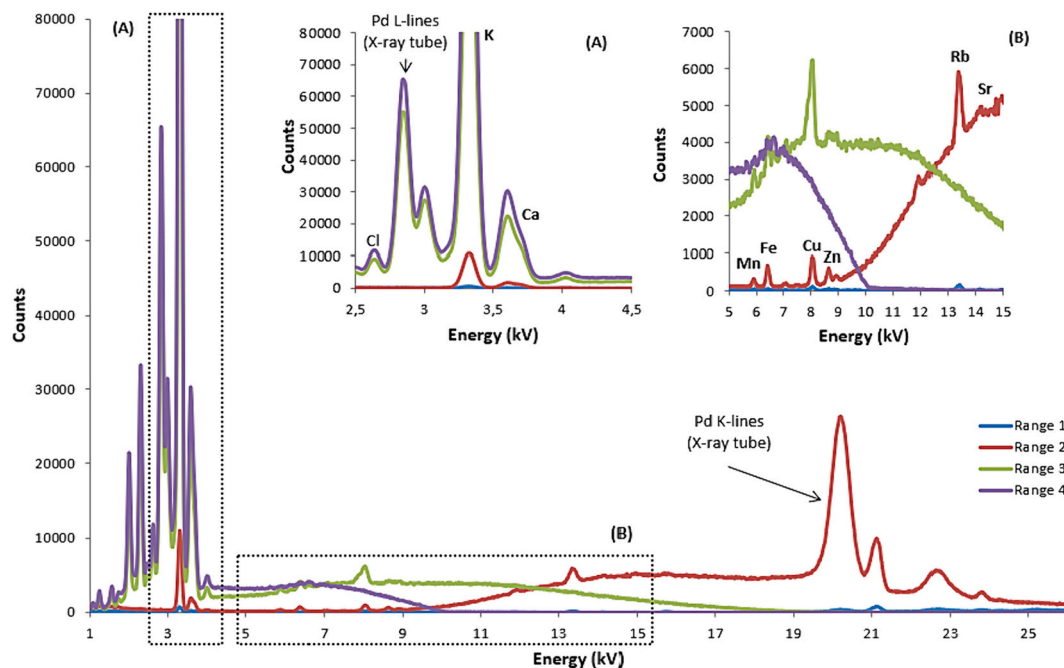 (A)
80000
70000
60000
50000
40000
30000
20000
10000
0
Counts
1
3
5
7
9
11
13
15
17
19
21
23
25
Energy (kV)
(B)
Pd K-lines
(X-ray tube)
Range 1
Range 2
Range 3
Range 4
Pd L-lines
(X-ray tube)
K
(A)
80000
70000
60000
50000
40000
30000
20000
10000
0
Counts
Cl
Ca
2,5
3
3,5
4
4,5
Energy (kV)
(B)
7000
6000
5000
4000
3000
2000
1000
0
Counts
Rb
Sr
Mn
Fe
Cu
Zn
5
6
7
8
9
10
11
12
13
14
15
Energy (kV)